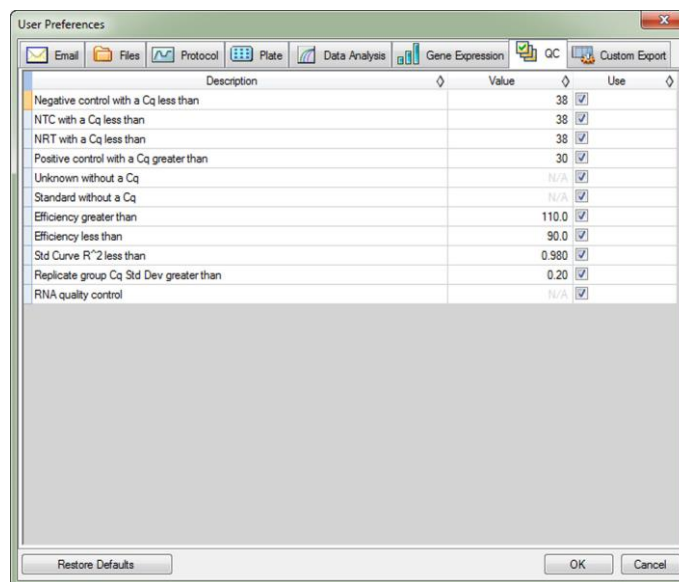 User Preferences
Email Files Protocol Plate Data Analysis Gene Expression QC Custom Export
Description Value Use
Negative control with a Cq less than 38
NTC with a Cq less than 38
NRT with a Cq less than 38
Positive control with a Cq greater than 30
Unknown without a Cq N/A
Standard without a Cq N/A
Efficiency greater than 110.0
Efficiency less than 90.0
Std Curve R^2 less than 0.980
Replicate group Cq Std Dev greater than 0.20
RNA quality control N/A
Restore Defaults OK Cancel